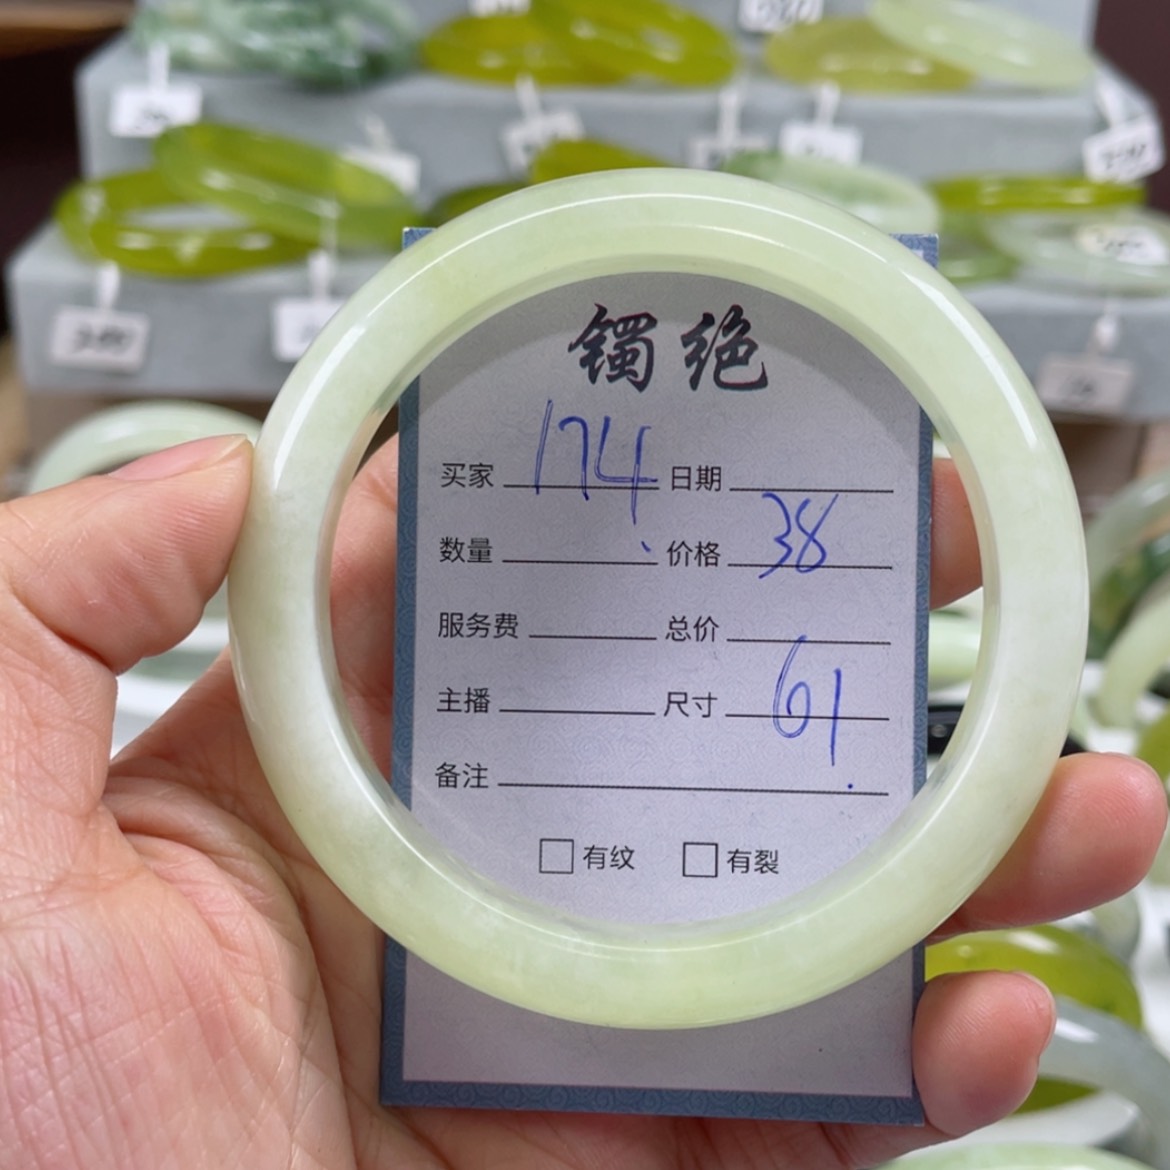 镯绝
买家 174 日期
数量 价格 38
服务费 总价
主播 尺寸 61
备注
有纹 有裂